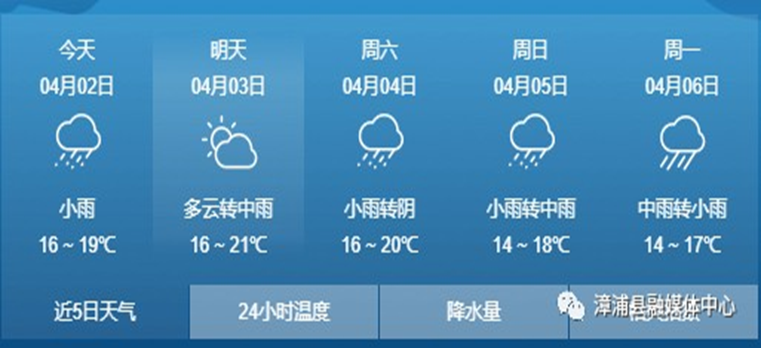 今天 明天 周六 周日 周一
04月02日 04月03日 04月04日 04月05日 04月06日
小雨 多云转中雨 小雨转阴 小雨转中雨 中雨转小雨
16 ~ 19℃ 16 ~ 21℃ 16 ~ 20℃ 14 ~ 18℃ 14 ~ 17℃
近5日天气 24小时温度 降水量 漳浦县融媒体中心